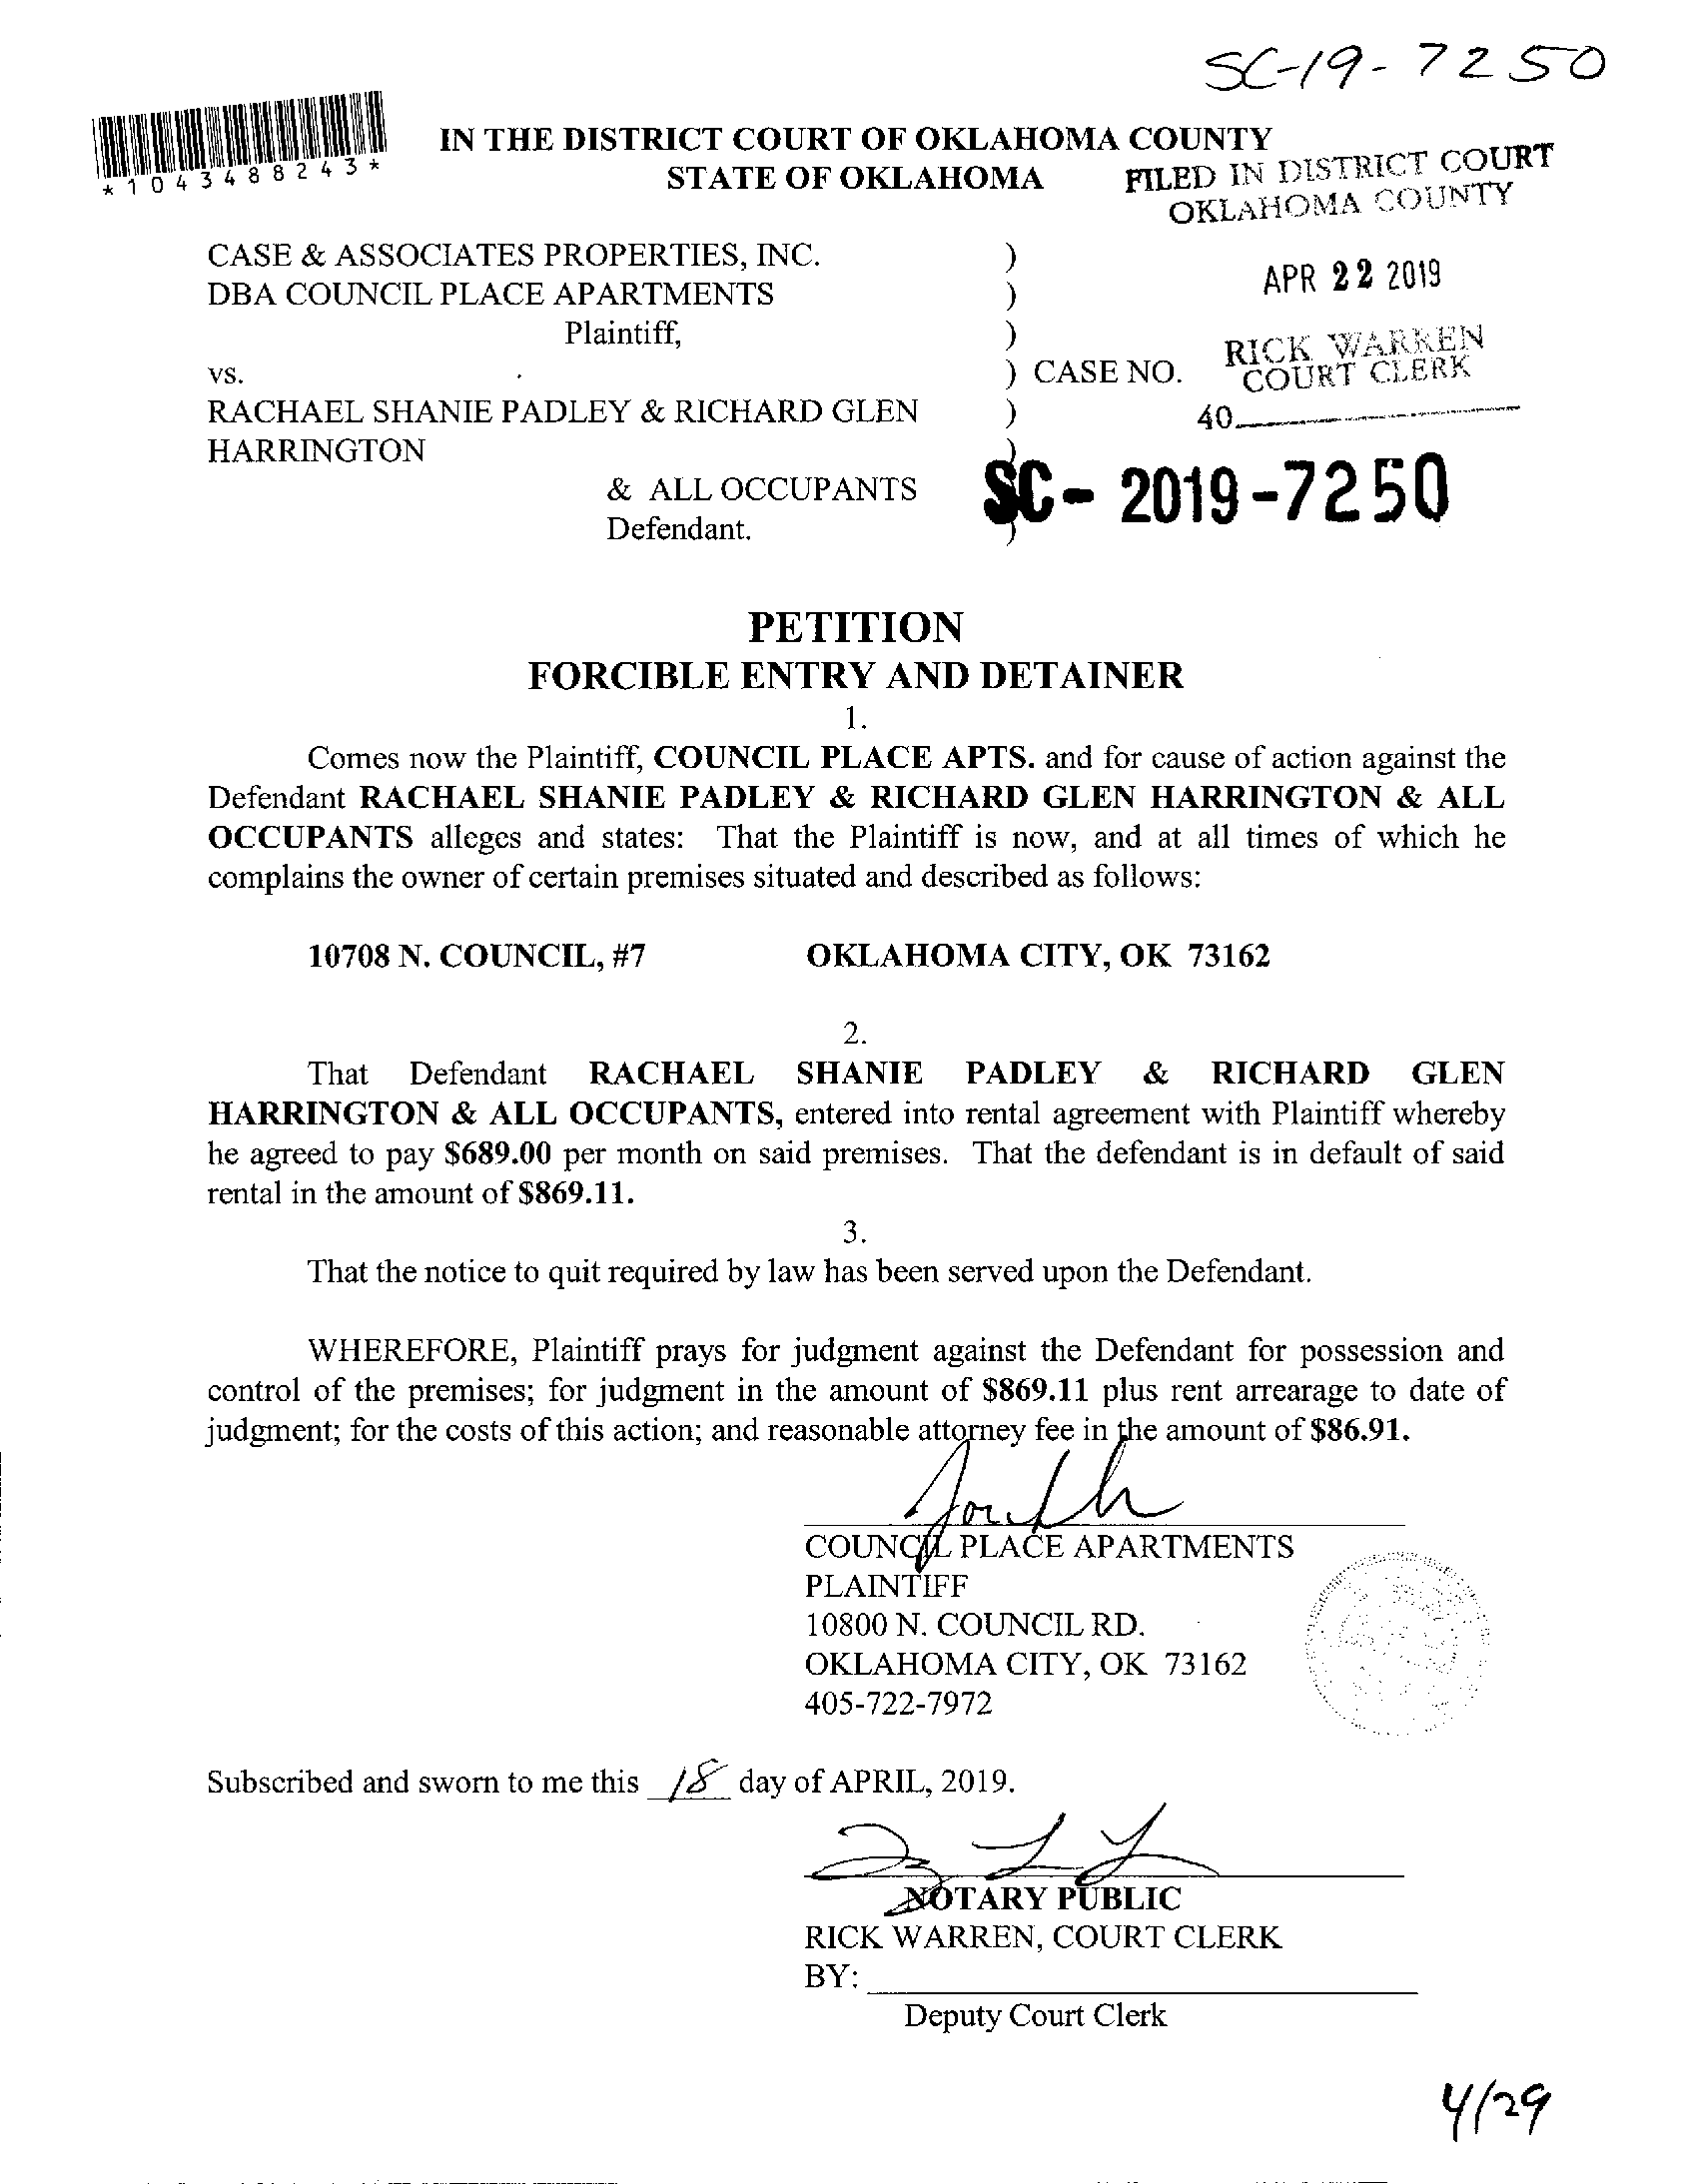 SC-19-7250
*1043488243*
IN THE DISTRICT COURT OF OKLAHOMA COUNTY
STATE OF OKLAHOMA
FILED IN DISTRICT COURT
OKLAHOMA COUNTY
CASE & ASSOCIATES PROPERTIES, INC. )
DBA COUNCIL PLACE APARTMENTS )
APR 22 2019
Plaintiff, )
RICK WARREN
COURT CLERK
vs. ) CASE NO.
RACHAEL SHANIE PADLEY & RICHARD GLEN )
40
HARRINGTON )
& ALL OCCUPANTS
SC- 2019-7250
Defendant. )
PETITION
FORCIBLE ENTRY AND DETAINER
1.
Comes now the Plaintiff, COUNCIL PLACE APTS. and for cause of action against the
Defendant RACHAEL SHANIE PADLEY & RICHARD GLEN HARRINGTON & ALL
OCCUPANTS alleges and states: That the Plaintiff is now, and at all times of which he
complains the owner of certain premises situated and described as follows:
10708 N. COUNCIL, #7 OKLAHOMA CITY, OK 73162
2.
That Defendant RACHAEL SHANIE PADLEY & RICHARD GLEN
HARRINGTON & ALL OCCUPANTS, entered into rental agreement with Plaintiff whereby
he agreed to pay $689.00 per month on said premises. That the defendant is in default of said
rental in the amount of $869.11.
3.
That the notice to quit required by law has been served upon the Defendant.
WHEREFORE, Plaintiff prays for judgment against the Defendant for possession and
control of the premises; for judgment in the amount of $869.11 plus rent arrearage to date of
judgment; for the costs of this action; and reasonable attorney fee in the amount of $86.91.
COUNCIL PLACE APARTMENTS
PLAINTIFF
10800 N. COUNCIL RD.
OKLAHOMA CITY, OK 73162
405-722-7972
Subscribed and sworn to me this 18 day of APRIL, 2019.
NOTARY PUBLIC
RICK WARREN, COURT CLERK
BY:
Deputy Court Clerk
4/29